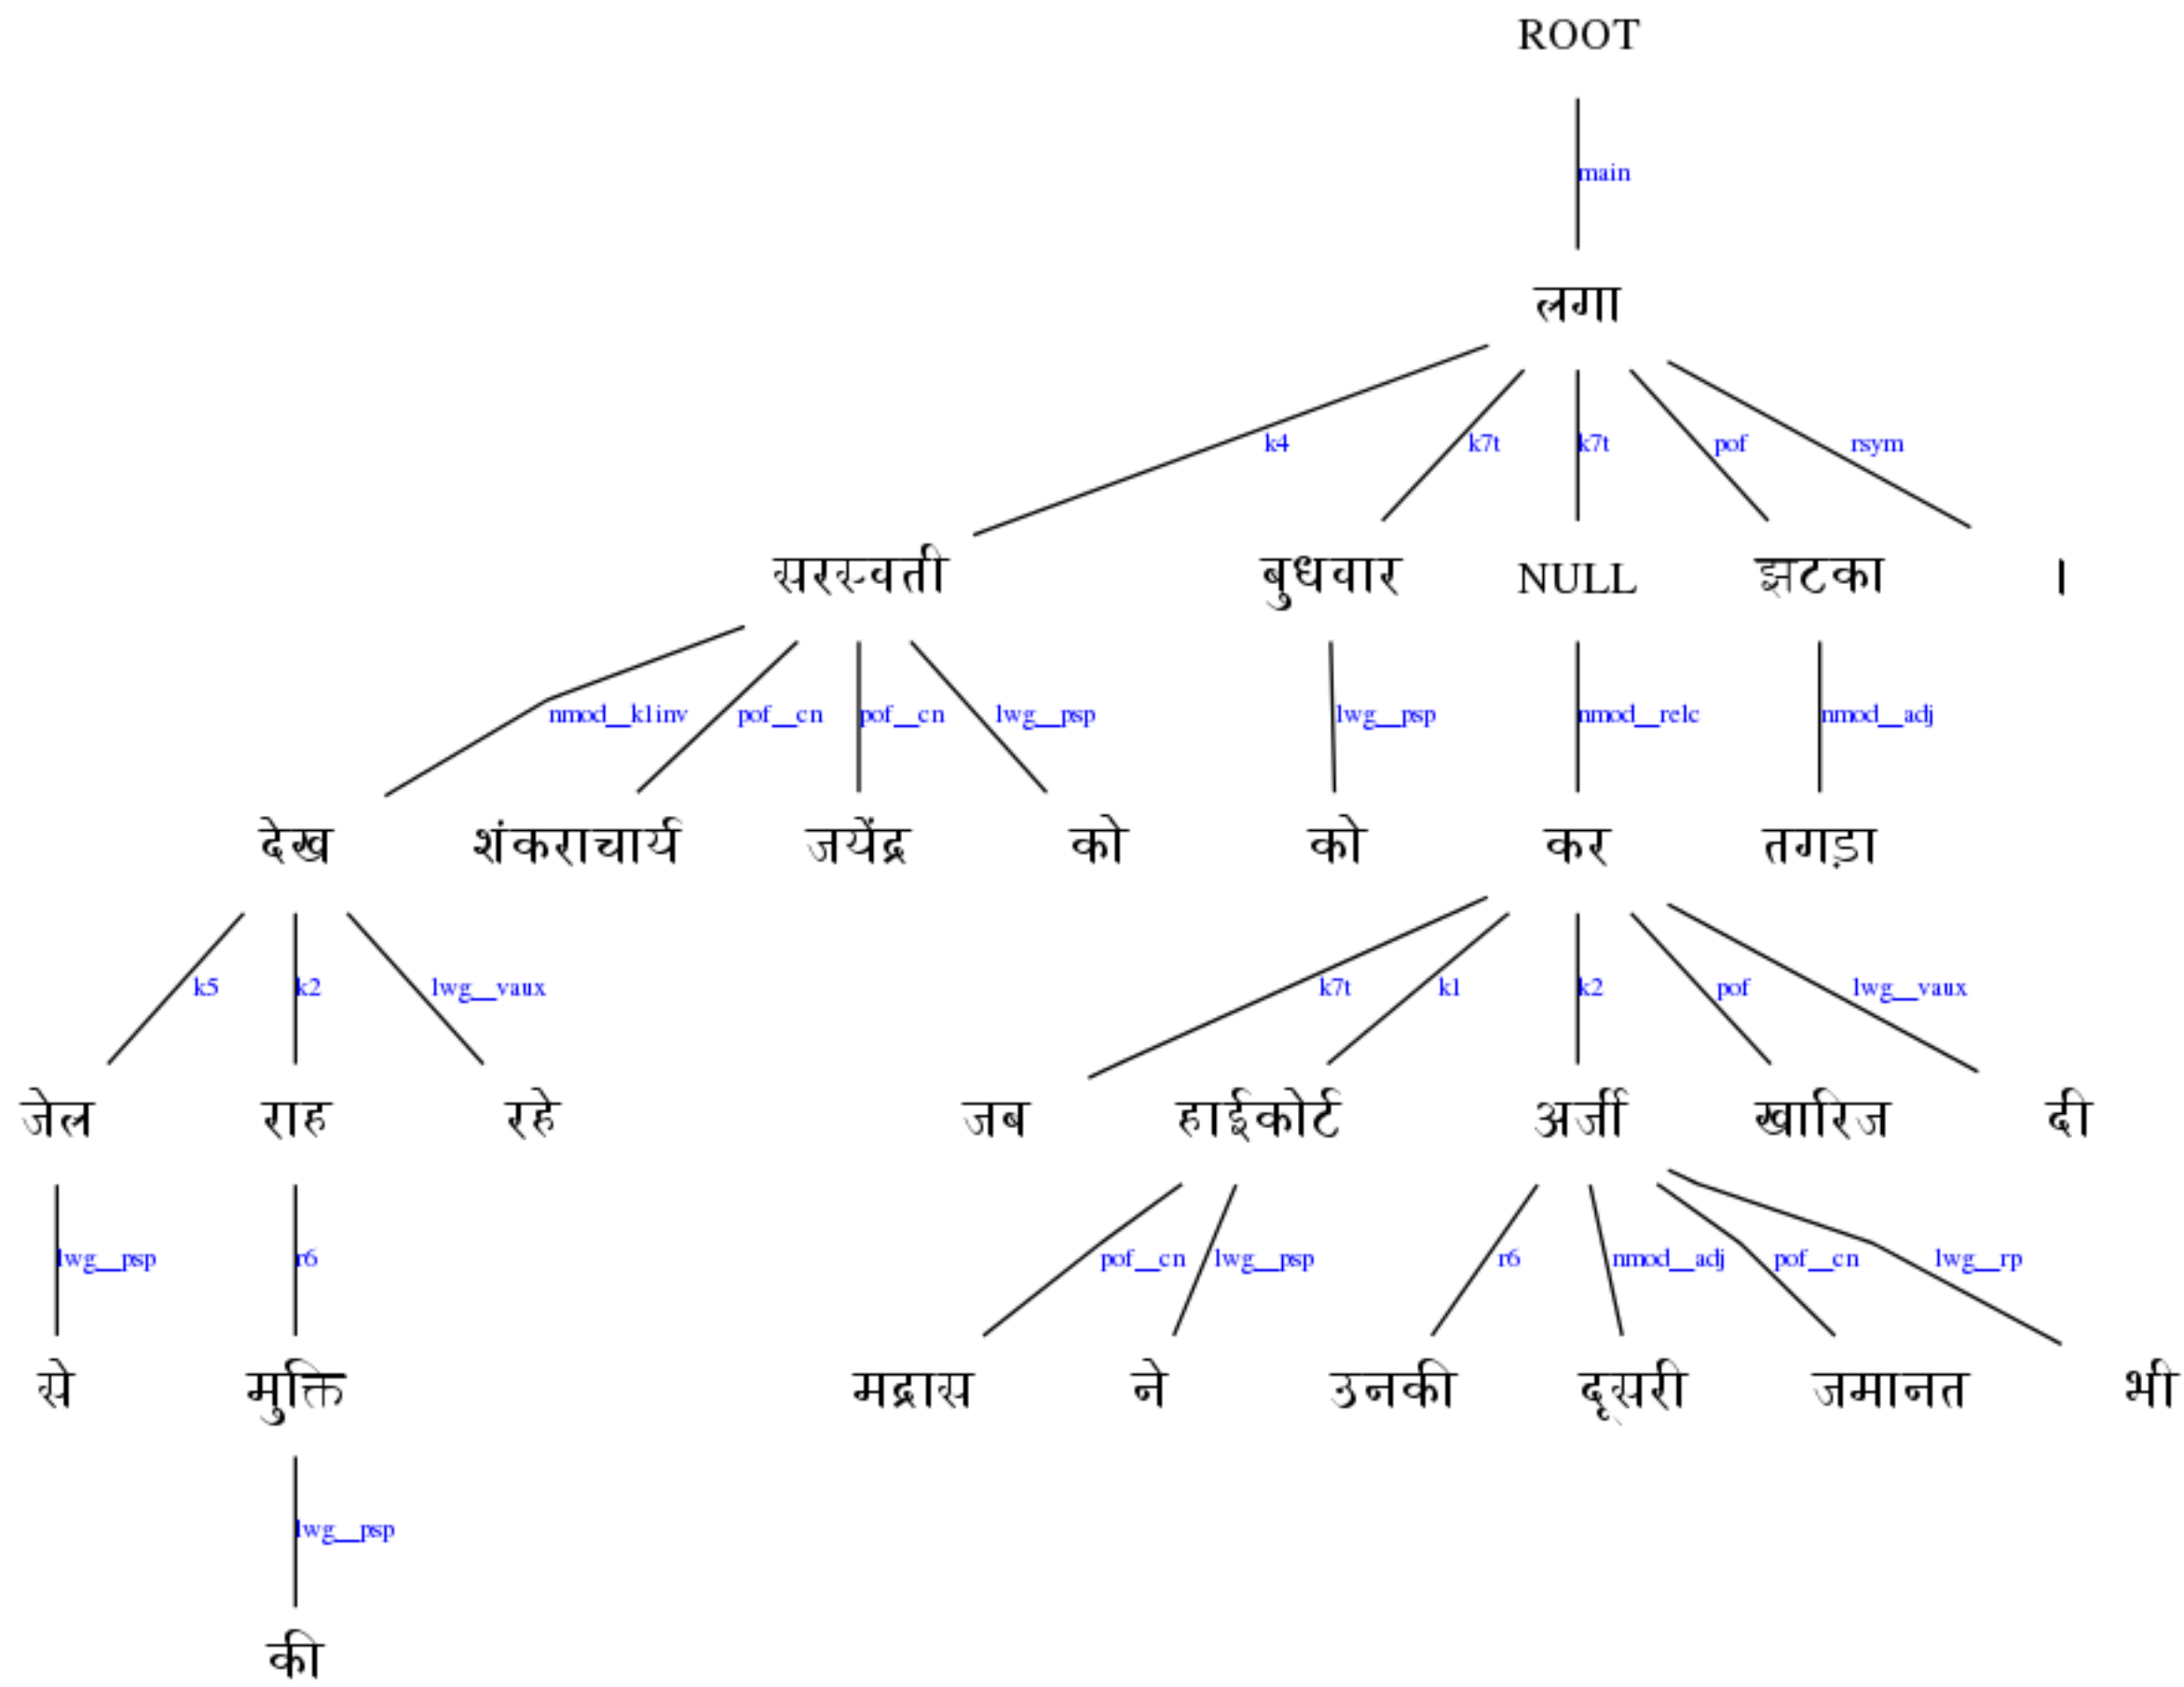 ROOT
main
लगा
k4 k7t k7t pof rsym
सरस्वती बुधवार NULL झटका ।
nmod__k1inv pof__cn pof__cn lwg__psp lwg__psp nmod__relc nmod__adj
देख शंकराचार्य जयेंद्र को को कर तगड़ा
k5 k2 lwg__vaux k7t k1 k2 pof lwg__vaux
जेल राह रहे जब हाईकोर्ट अर्जी खारिज दी
lwg__psp r6 pof__cn lwg__psp r6 nmod__adj pof__cn lwg__rp
से मुक्ति मद्रास ने उनकी दूसरी जमानत भी
lwg__psp
की